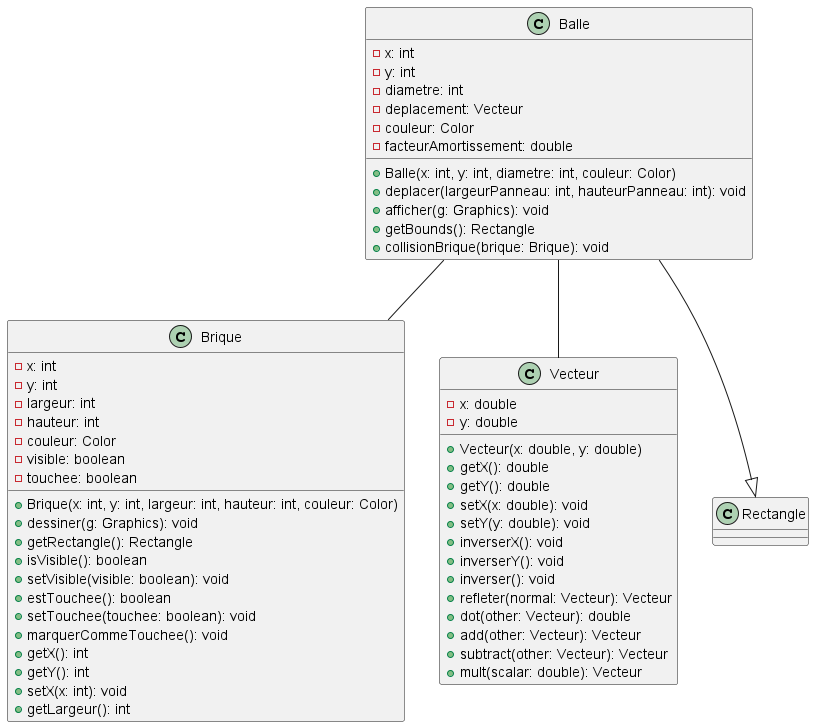 C Balle
x: int
y: int
diametre: int
deplacement: Vecteur
couleur: Color
facteurAmortissement: double
Balle(x: int, y: int, diametre: int, couleur: Color)
deplacer(largeurPanneau: int, hauteurPanneau: int): void
afficher(g: Graphics): void
getBounds(): Rectangle
collisionBrique(brique: Brique): void
C Brique
x: int
y: int
largeur: int
hauteur: int
couleur: Color
visible: boolean
touchee: boolean
Brique(x: int, y: int, largeur: int, hauteur: int, couleur: Color)
dessiner(g: Graphics): void
getRectangle(): Rectangle
isVisible(): boolean
setVisible(visible: boolean): void
estTouchee(): boolean
setTouchee(touchee: boolean): void
marquerCommeTouchee(): void
getX(): int
getY(): int
setX(x: int): void
getLargeur(): int
C Vecteur
x: double
y: double
Vecteur(x: double, y: double)
getX(): double
getY(): double
setX(x: double): void
setY(y: double): void
inverserX(): void
inverserY(): void
inverser(): void
refleter(normal: Vecteur): Vecteur
dot(other: Vecteur): double
add(other: Vecteur): Vecteur
subtract(other: Vecteur): Vecteur
mult(scalar: double): Vecteur
C Rectangle